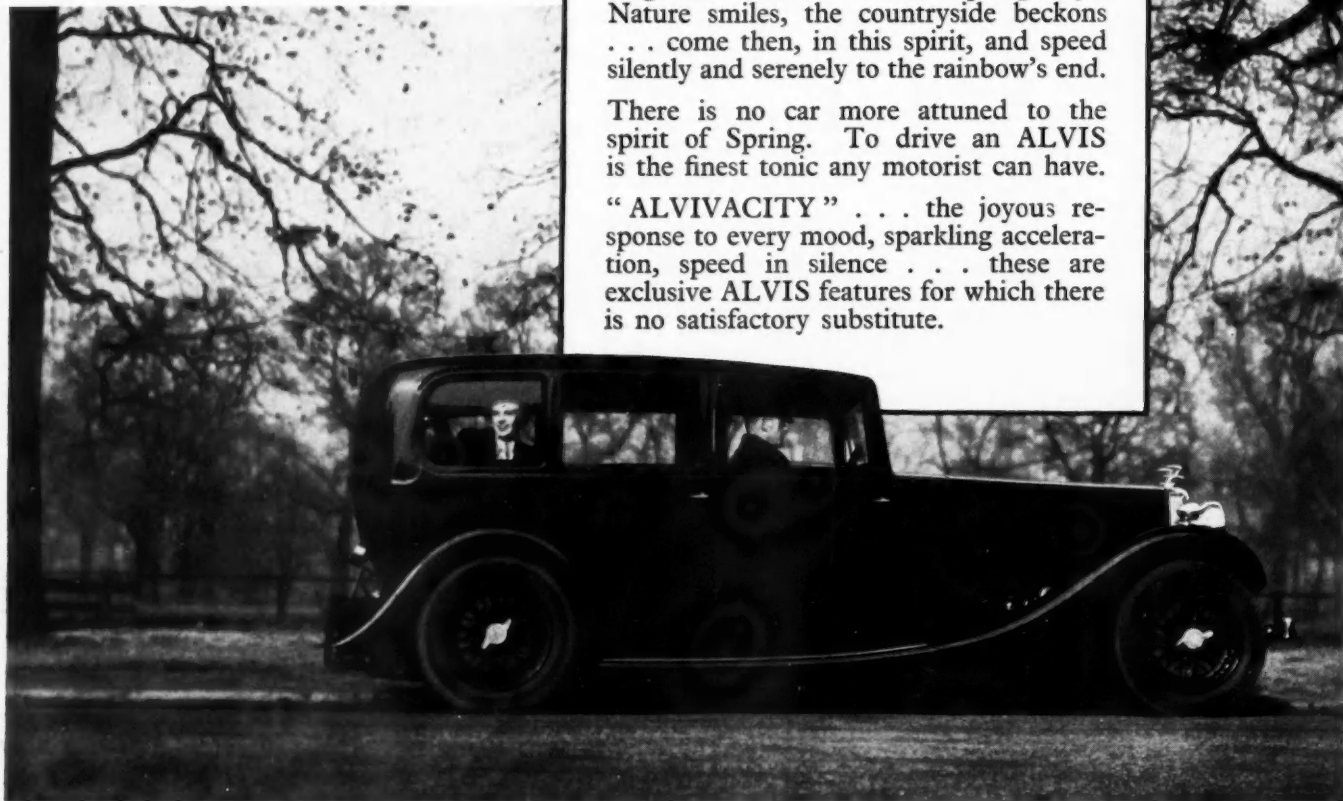 Nature smiles, the countryside beckons
. . . come then, in this spirit, and speed
silently and serenely to the rainbow's end.
There is no car more attuned to the
spirit of Spring. To drive an ALVIS
is the finest tonic any motorist can have.
“ ALVIVACITY ” . . . the joyous re-
sponse to every mood, sparkling accelera-
tion, speed in silence . . . these are
exclusive ALVIS features for which there
is no satisfactory substitute.